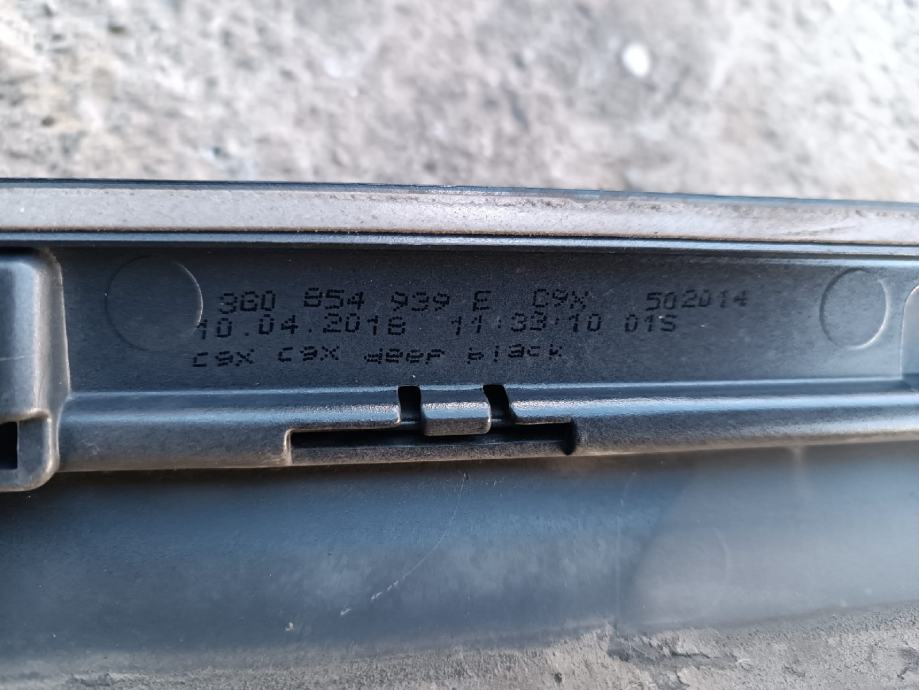 3G0 854 939 E C9X 502014
10.04.2018 11:33:10 01S
C9X C9X deep black